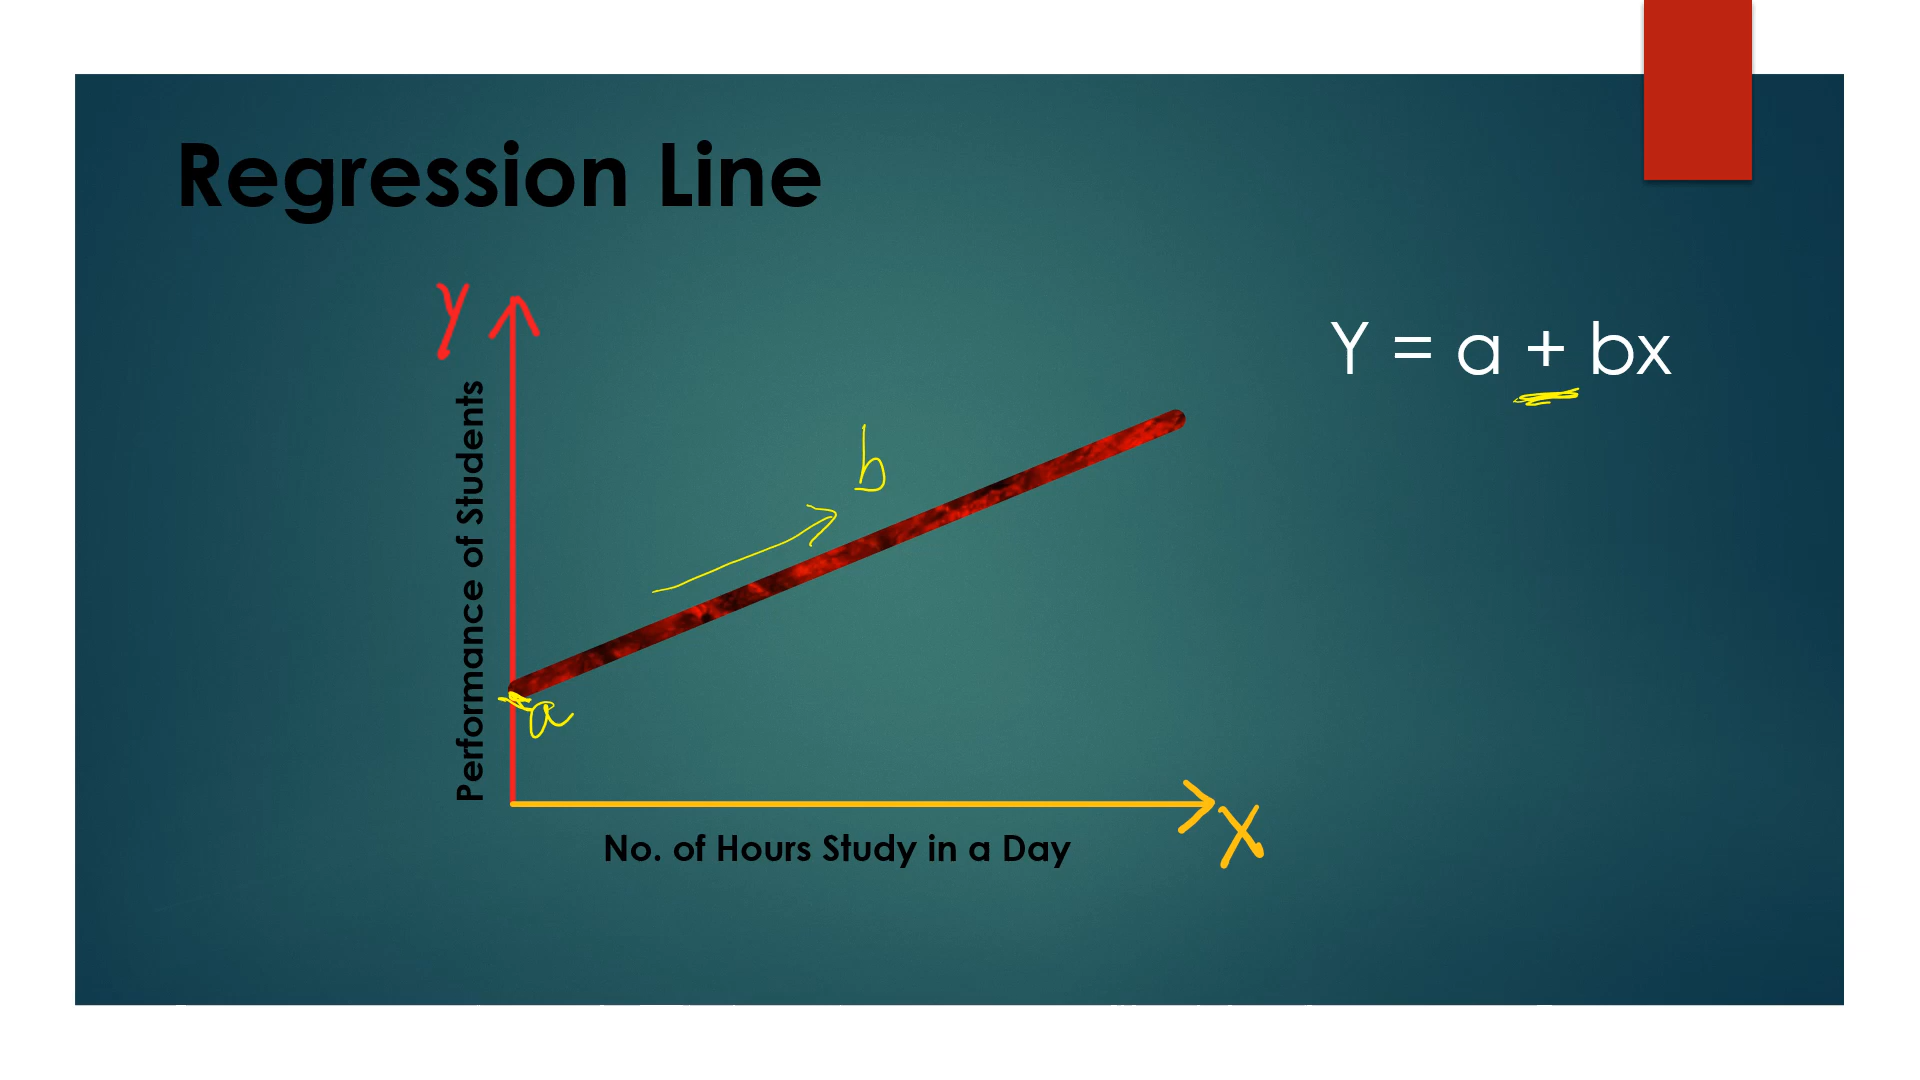 Regression Line
y
Y = a + bx
Performance of Students
b
a
No. of Hours Study in a Day
X